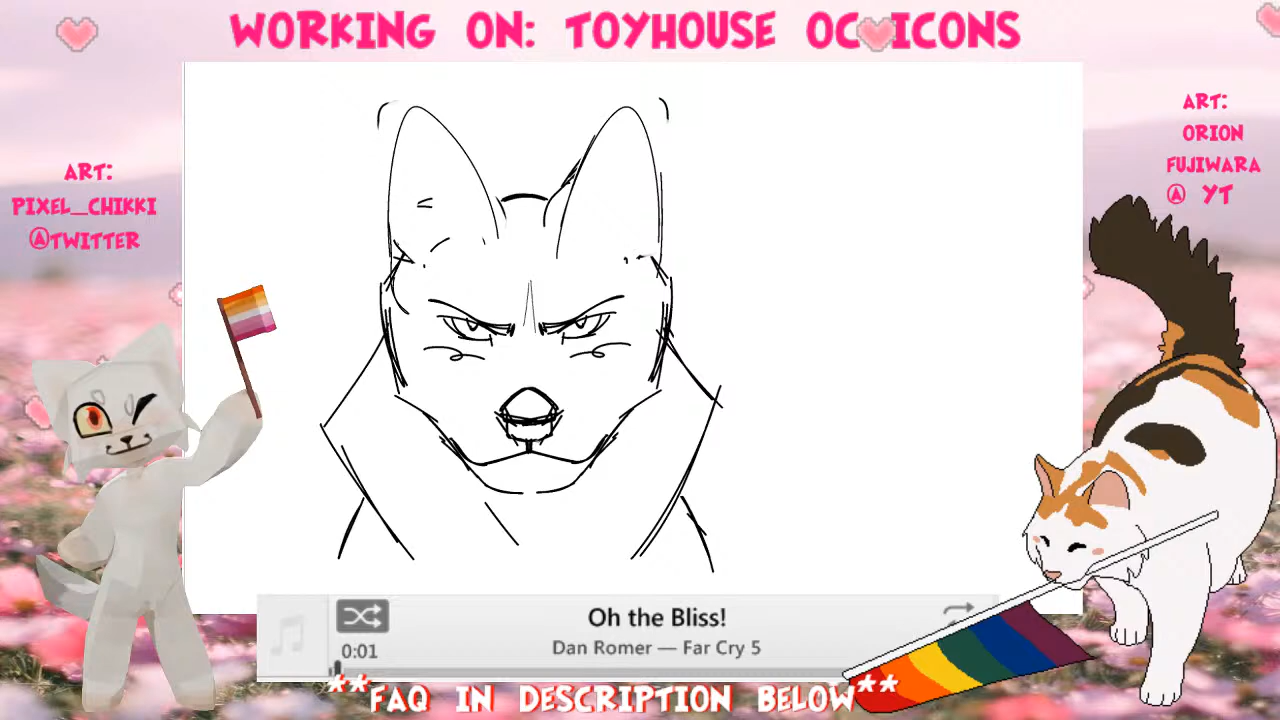 WORKING ON: TOYHOUSE OC ICONS
ART:
PIXEL_CHIKKI
@TWITTER
ART:
ORION
FUJIWARA
@ YT
Oh the Bliss!
0:01
Dan Romer — Far Cry 5
**FAQ IN DESCRIPTION BELOW**